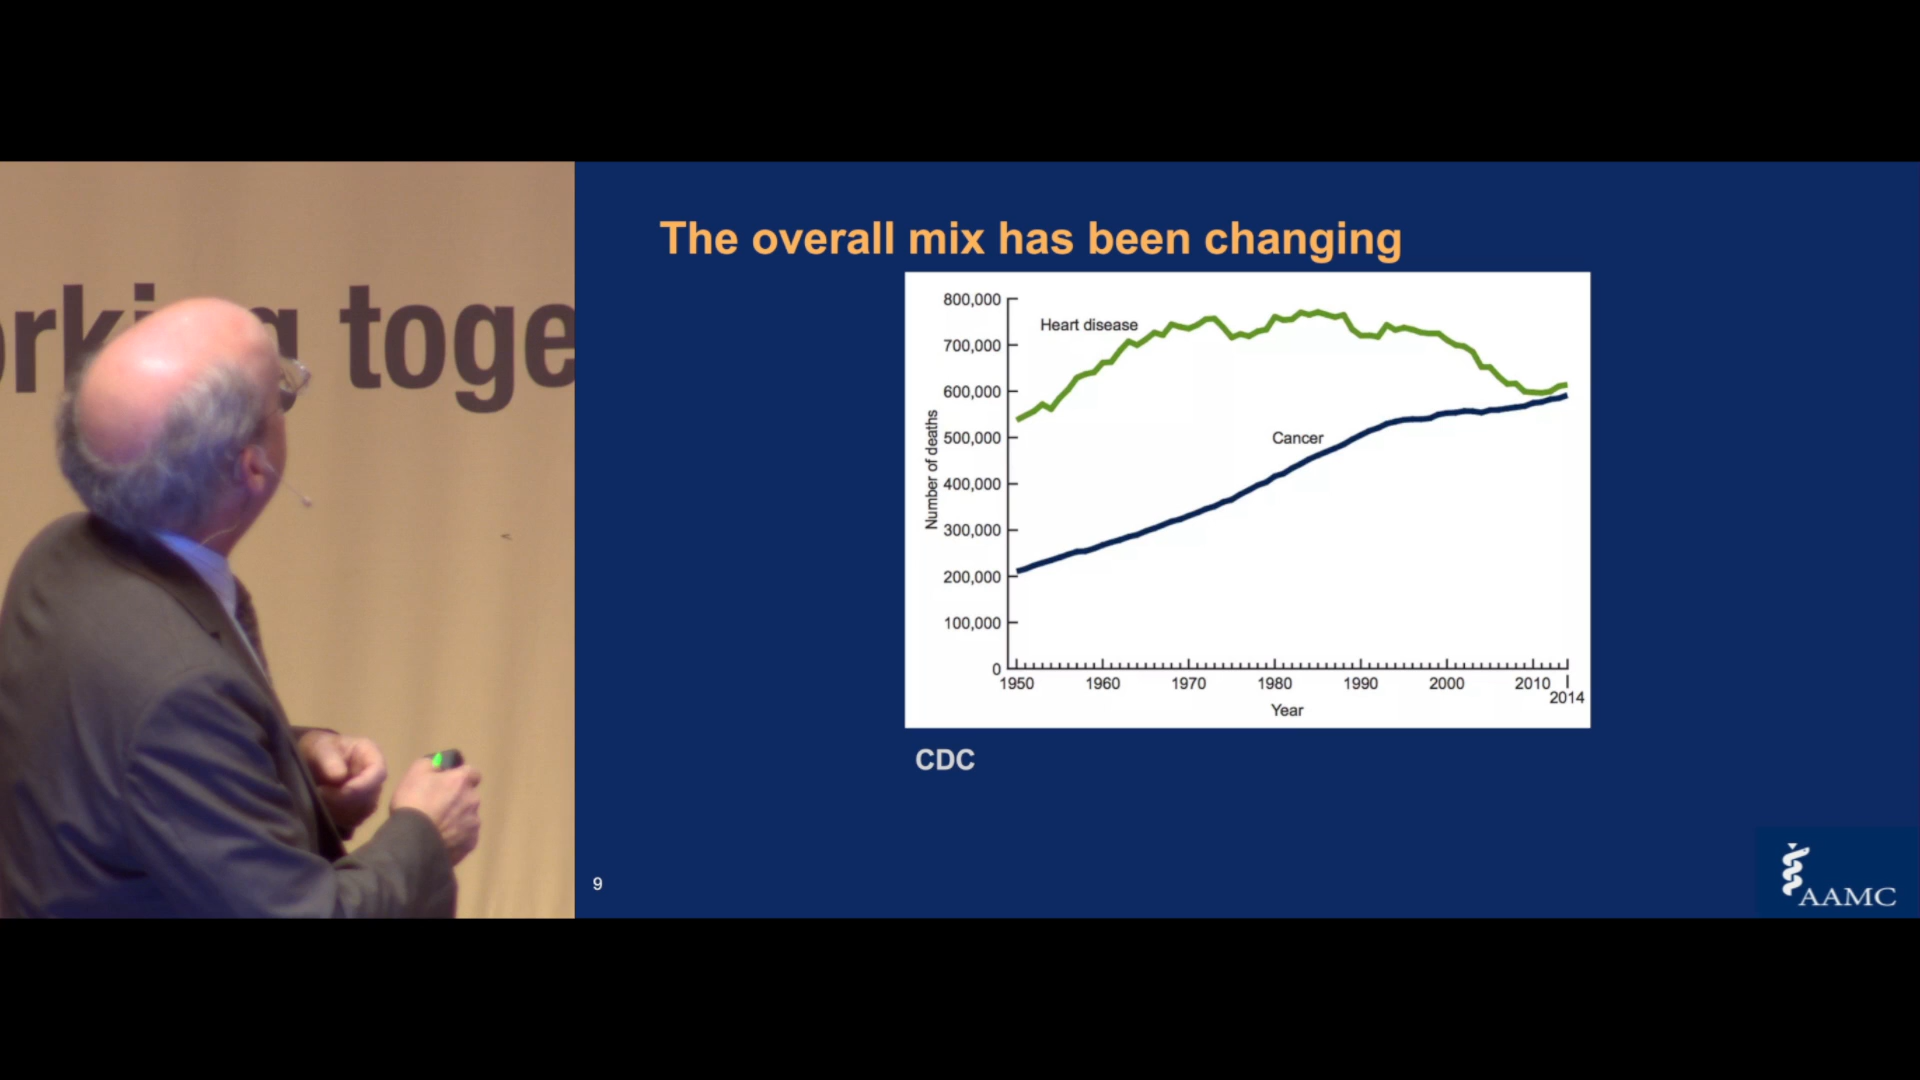 orking toge
The overall mix has been changing
800,000
700,000
600,000
500,000
400,000
300,000
200,000
100,000
0
Number of deaths
Heart disease
Cancer
1950 1960 1970 1980 1990 2000 2010
2014
Year
CDC
9
AAMC